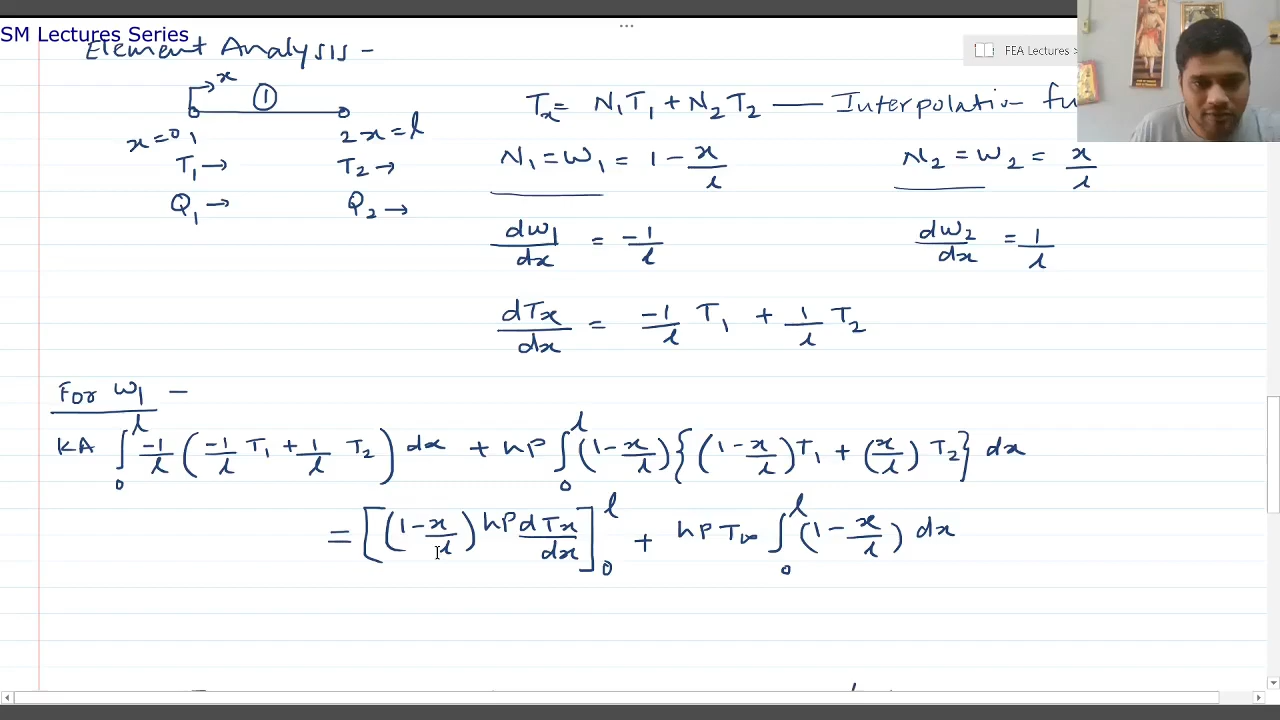 SM Lectures Series
FEA Lectures >
Element Analysis -
x
1
x=0 1 2 x=l
T₁ → T₂ →
Q₁ → Q₂ →
Tx = N₁T₁ + N₂T₂ — Interpolation fu
N₁ = W₁ = 1 - x/l N₂ = W₂ = x/l
dw₁/dx = -1/l dw₂/dx = 1/l
dTx/dx = -1/l T₁ + 1/l T₂
For W₁ -
KA ∫₀ˡ -1/l (-1/l T₁ + 1/l T₂) dx + hP ∫₀ˡ (1-x/l){(1-x/l)T₁ + (x/l)T₂} dx
= [(1-x/l) hP dTx/dx]₀ˡ + hP T∞ ∫₀ˡ (1-x/l) dx